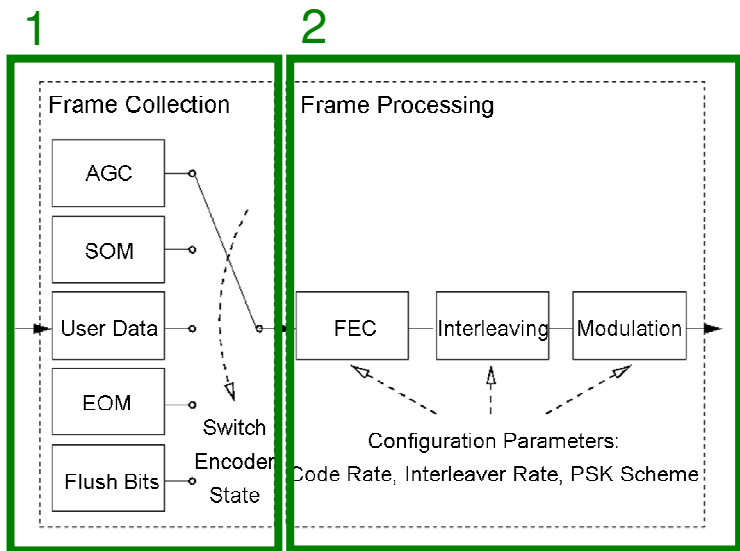 1
2
Frame Collection
Frame Processing
AGC
SOM
User Data
EOM
Flush Bits
Switch
Encoder
State
FEC
Interleaving
Modulation
Configuration Parameters:
Code Rate, Interleaver Rate, PSK Scheme